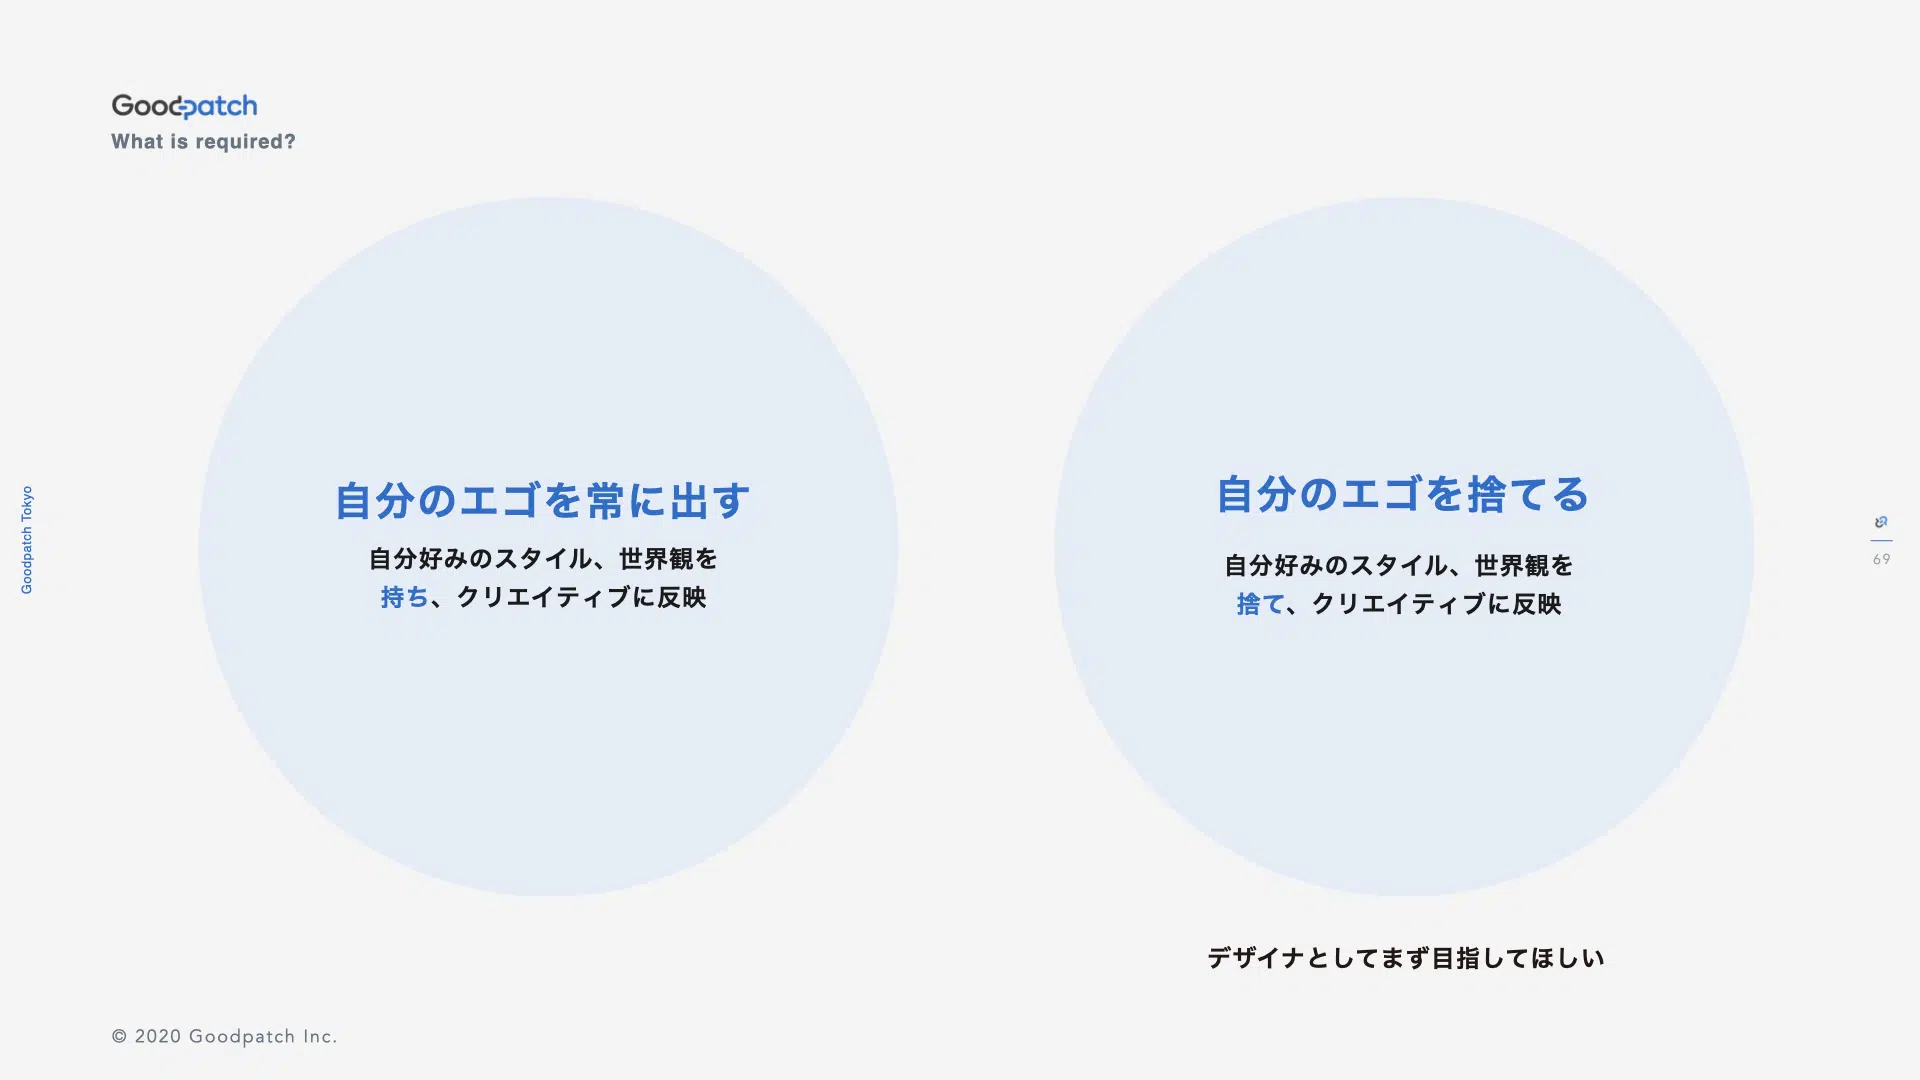 Goodpatch
What is required?
自分のエゴを常に出す
自分好みのスタイル、世界観を
持ち、クリエイティブに反映
自分のエゴを捨てる
自分好みのスタイル、世界観を
捨て、クリエイティブに反映
デザイナとしてまず目指してほしい
Goodpatch Tokyo
69
© 2020 Goodpatch Inc.